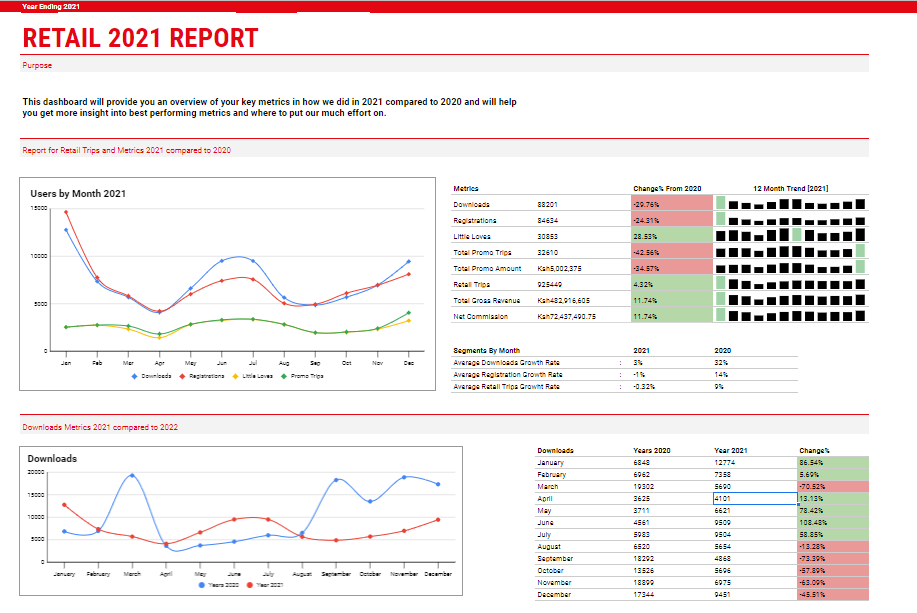 Year Ending 2021
RETAIL 2021 REPORT
Purpose
This dashboard will provide you an overview of your key metrics in how we did in 2021 compared to 2020 and will help
you get more insight into best performing metrics and where to put our much effort on.
Report for Retail Trips and Metrics 2021 compared to 2020
Users by Month 2021
15000
10000
5000
0
Jan Feb Mar Apr May Jun Jul Aug Sep Oct Nov Dec
Downloads Registrations Little Loves Promo Trips
Metrics Change% From 2020 12 Month Trend [2021]
Downloads 88201 -29.76%
Registrations 84634 -24.31%
Little Loves 30853 28.53%
Total Promo Trips 32610 -42.56%
Total Promo Amount Ksh5,002,375 -34.57%
Retail Trips 925449 4.32%
Total Gross Revenue Ksh482,916,605 11.74%
Net Commission Ksh72,437,490.75 11.74%
Segments By Month 2021 2020
Average Downloads Growth Rate : 3% 32%
Average Registration Growth Rate : -1% 14%
Average Retail Trips Growht Rate : -0.32% 9%
Downloads Metrics 2021 compared to 2022
Downloads
20000
15000
10000
5000
0
January February March April May June July August September October November December
Years 2020 Year 2021
Downloads Years 2020 Year 2021 Change%
January 6848 12774 86.54%
February 6962 7358 5.69%
March 19302 5690 -70.52%
April 3625 4101 13.13%
May 3711 6621 78.42%
June 4561 9509 108.48%
July 5983 9504 58.85%
August 6520 5654 -13.28%
September 18292 4868 -73.39%
October 13526 5696 -57.89%
November 18899 6975 -63.09%
December 17344 9451 -45.51%